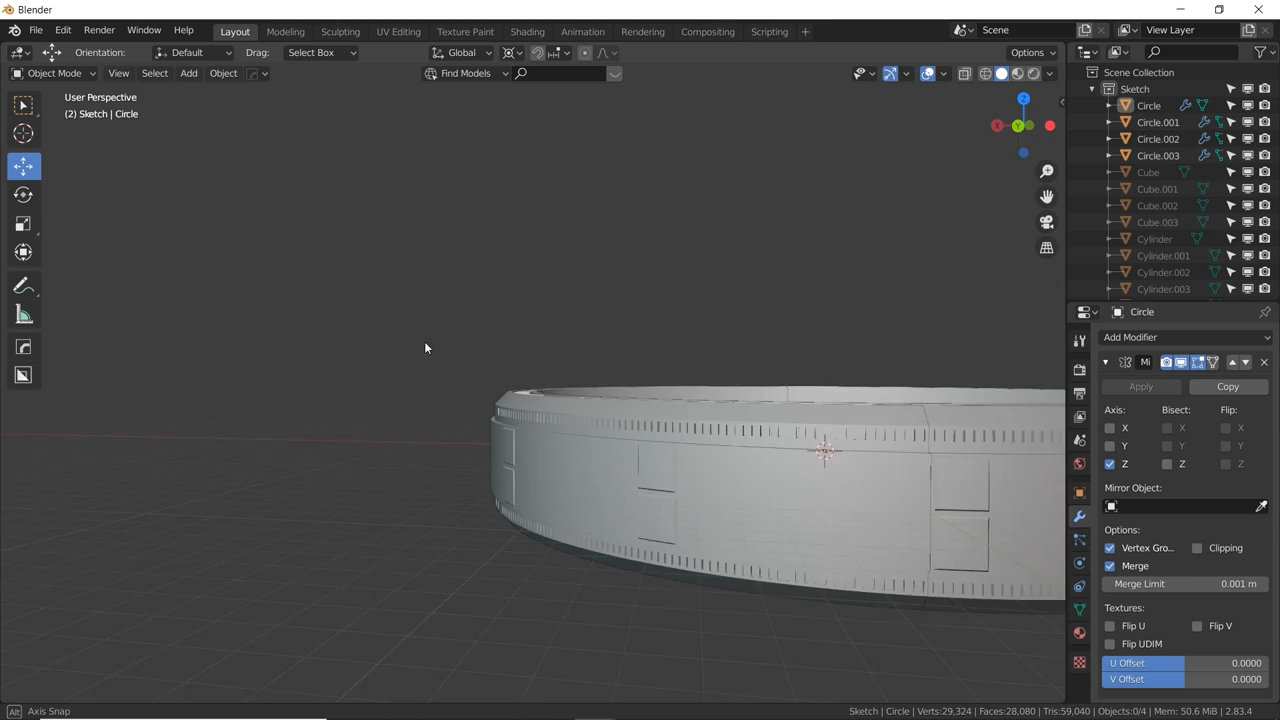 Blender
File Edit Render Window Help Layout Modeling Sculpting UV Editing Texture Paint Shading Animation Rendering Compositing Scripting + Scene View Layer
Orientation: Default Drag: Select Box Global Options
Object Mode View Select Add Object Find Models
User Perspective
(2) Sketch | Circle
Z
X Y
Scene Collection
Sketch
Circle
Circle.001
Circle.002
Circle.003
Cube
Cube.001
Cube.002
Cube.003
Cylinder
Cylinder.001
Cylinder.002
Cylinder.003
Circle
Add Modifier
Mi
Apply Copy
Axis: Bisect: Flip:
X X X
Y Y Y
Z Z Z
Mirror Object:
Options:
Vertex Gro... Clipping
Merge
Merge Limit 0.001 m
Textures:
Flip U Flip V
Flip UDIM
U Offset 0.0000
V Offset 0.0000
Alt Axis Snap Sketch | Circle | Verts:29,324 | Faces:28,080 | Tris:59,040 | Objects:0/4 | Mem: 50.6 MiB | 2.83.4